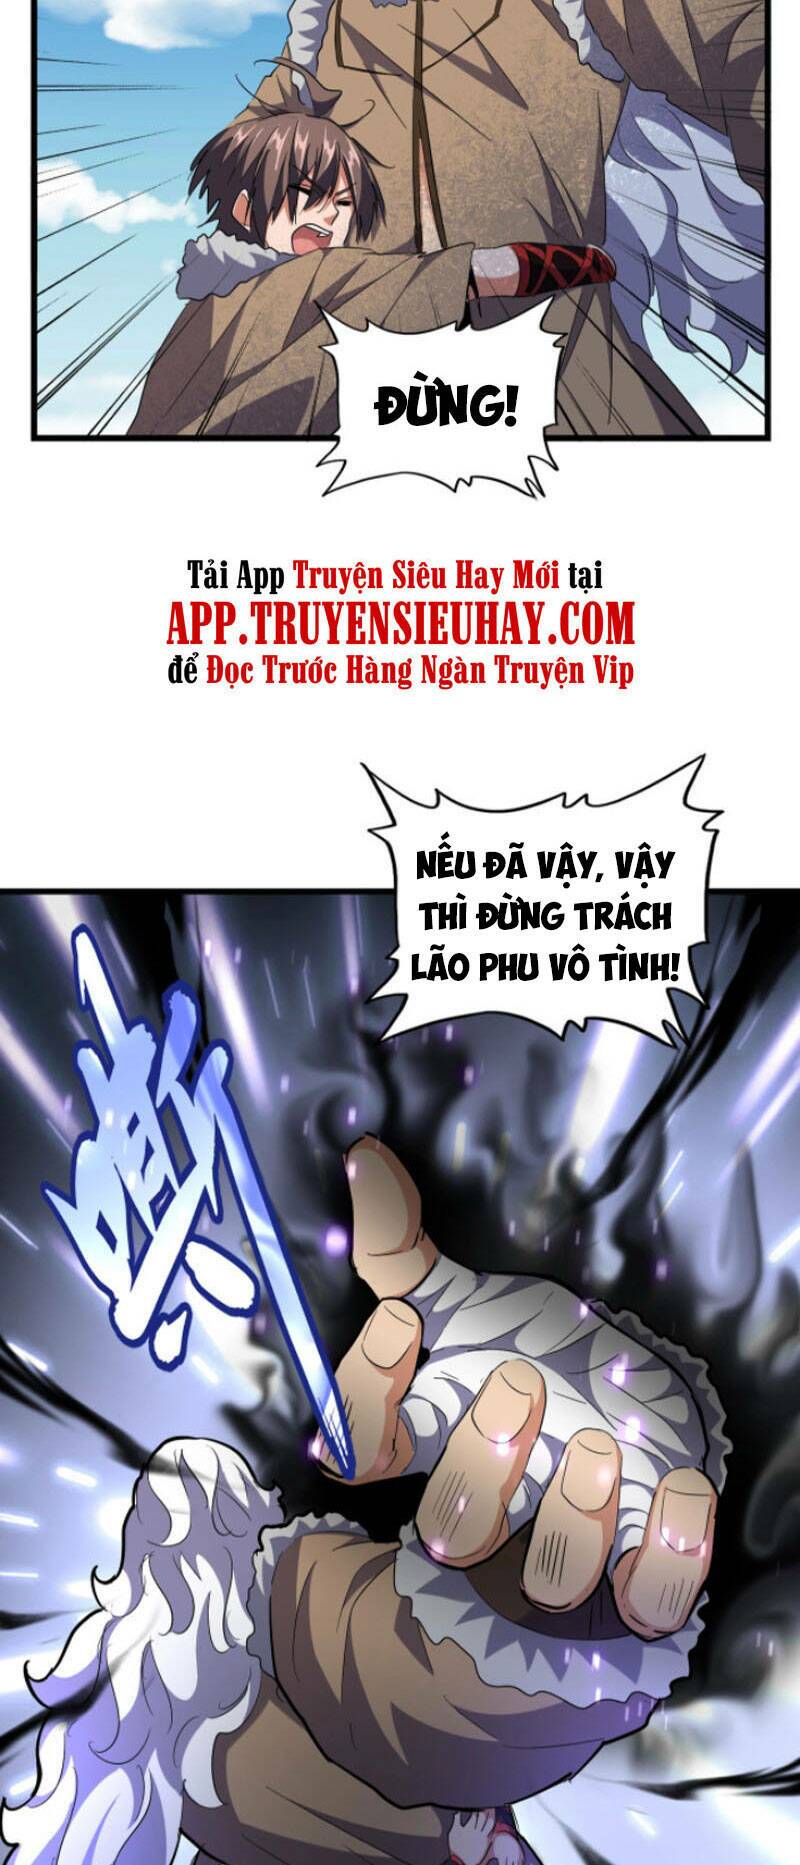 ĐỪNG!
Tải App Truyện Siêu Hay Mới tại
APP.TRUYENSIEUHAY.COM
để Đọc Trước Hàng Ngàn Truyện Vip
NẾU ĐÃ VẬY, VẬY
THÌ ĐỪNG TRÁCH
LÃO PHU VÔ TÌNH!